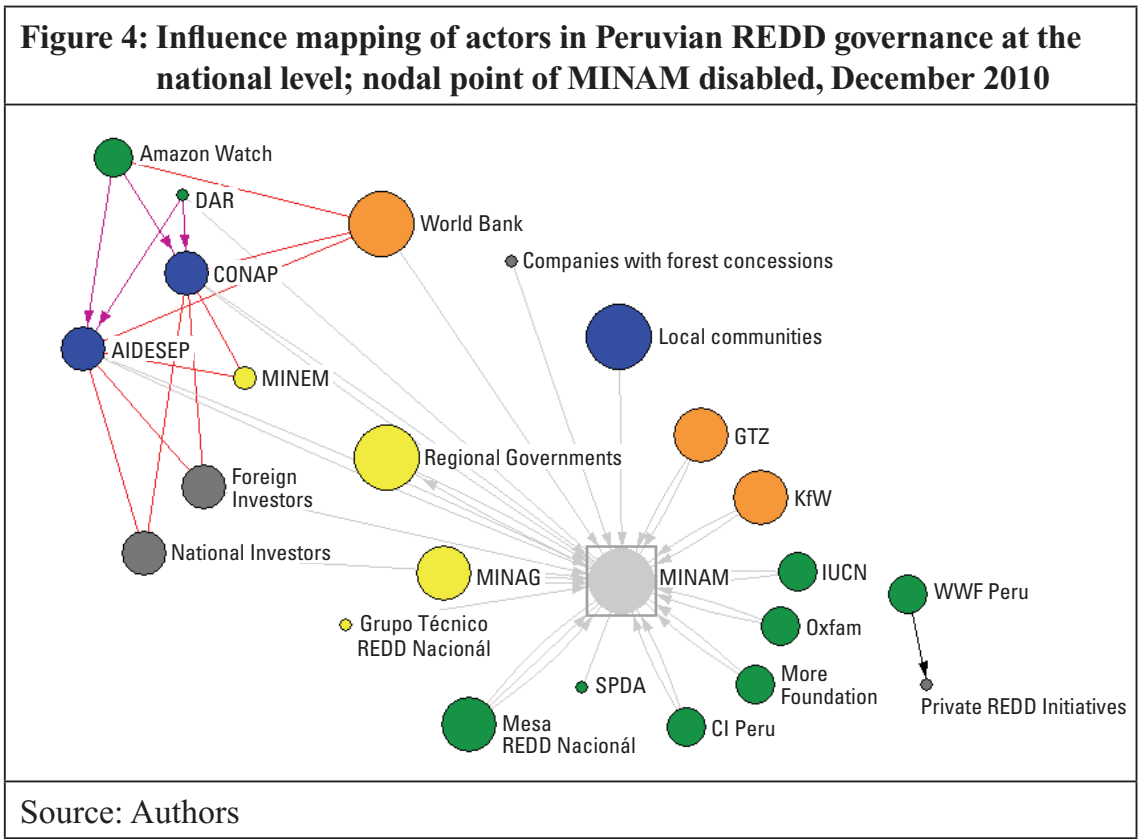 Figure 4: Influence mapping of actors in Peruvian REDD governance at the
national level; nodal point of MINAM disabled, December 2010
Amazon Watch
DAR
World Bank
CONAP
Companies with forest concessions
Local communities
AIDESEP
MINEM
GTZ
Regional Governments
Foreign
Investors
KfW
National Investors
MINAG
MINAM
IUCN
WWF Peru
Grupo Técnico
REDD Nacionál
Oxfam
More
Foundation
SPDA
Private REDD Initiatives
Mesa
REDD Nacionál
CI Peru
Source: Authors